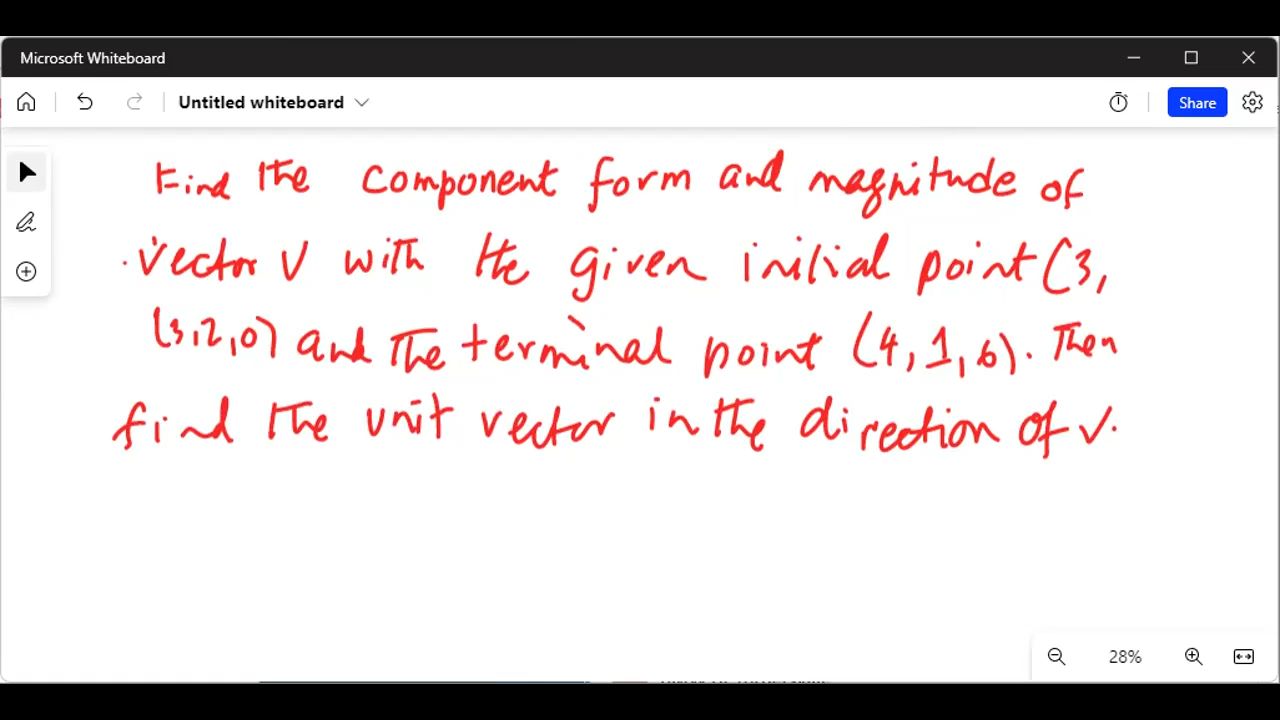 Microsoft Whiteboard
Untitled whiteboard
Share
Find the component form and magnitude of
vector V with the given initial point (3,
(3,2,0) and the terminal point (4,1,6). Then
find the unit vector in the direction of v.
28%